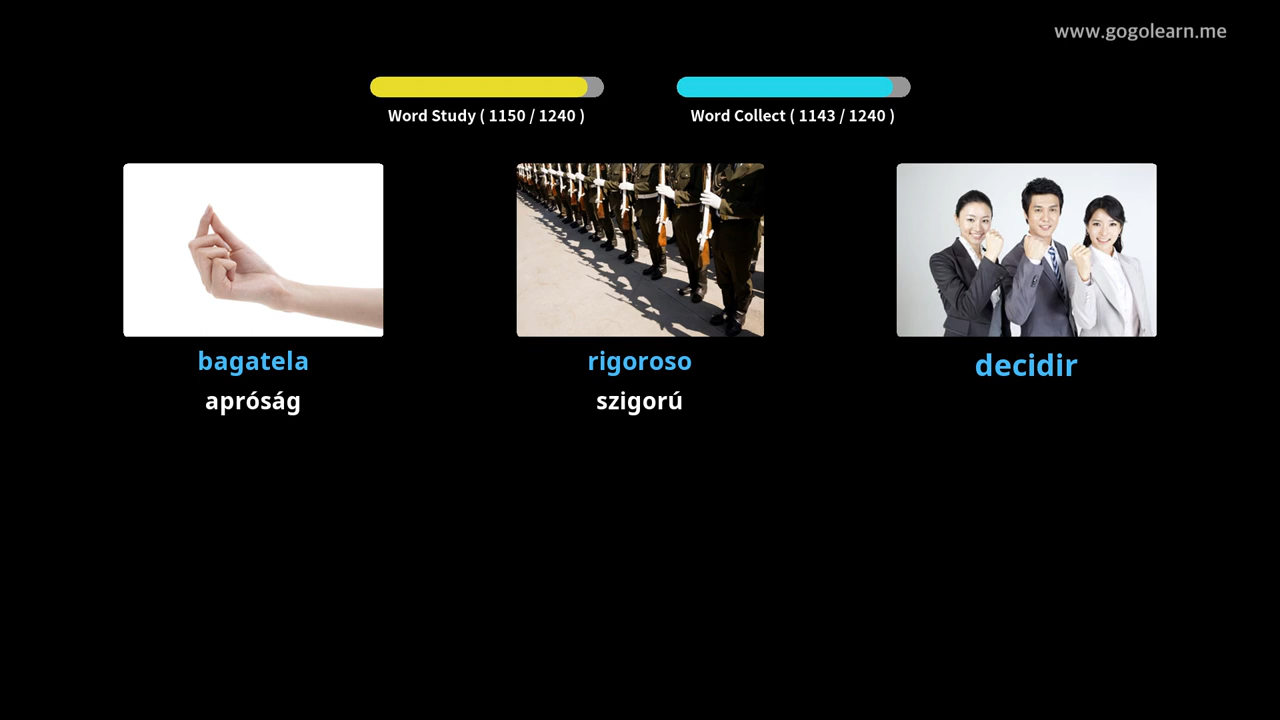 www.gogolearn.me
Word Study ( 1150 / 1240 )
Word Collect ( 1143 / 1240 )
bagatela
apróság
rigoroso
szigorú
decidir